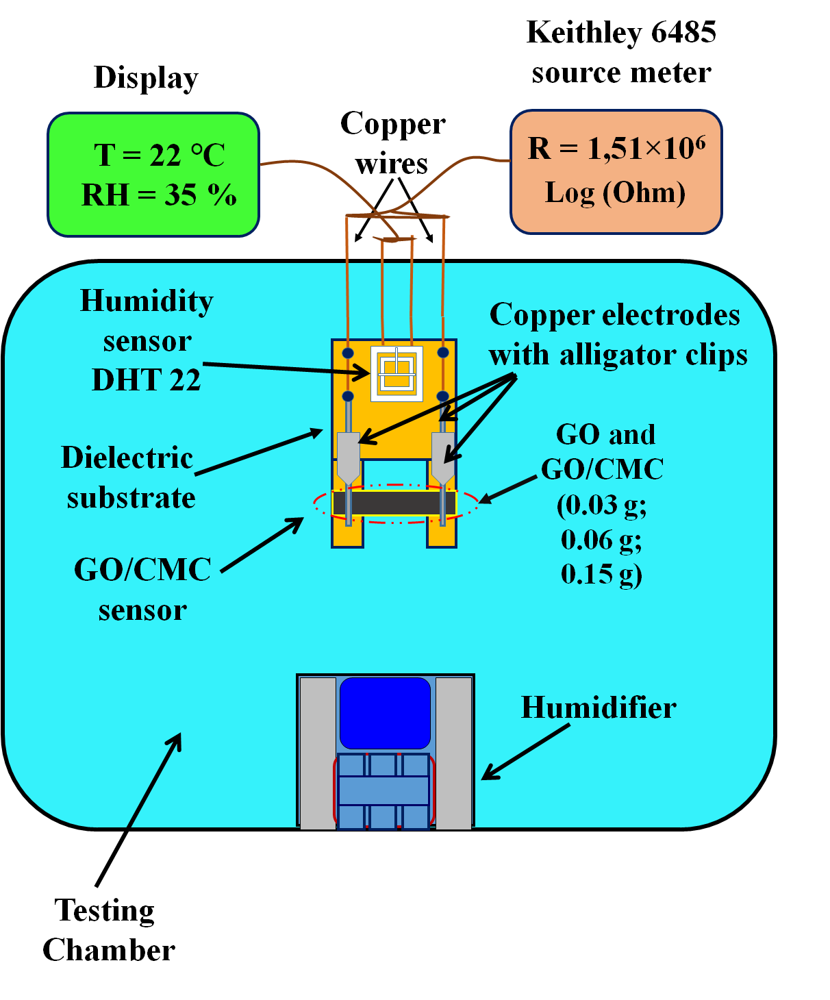 Keithley 6485
source meter
Display
Copper
wires
T = 22 °C
RH = 35 %
R = 1,51×10⁶
Log (Ohm)
Humidity
sensor
DHT 22
Copper electrodes
with alligator clips
Dielectric
substrate
GO and
GO/CMC
(0.03 g;
0.06 g;
0.15 g)
GO/CMC
sensor
Humidifier
Testing
Chamber